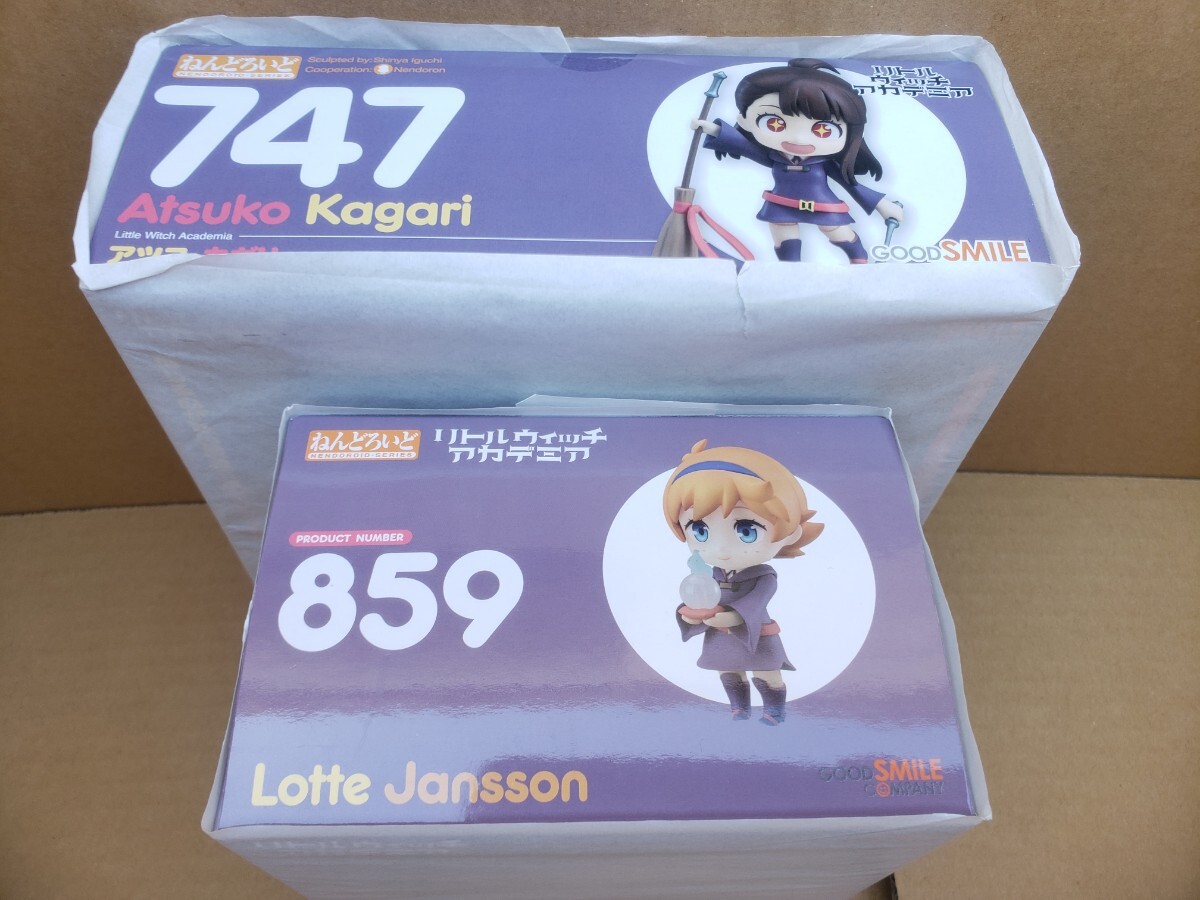 ねんどろいど
NENDOROID-SERIES
Sculpted by: Shinya Iguchi
Cooperation: Nendoron
747
Atsuko Kagari
Little Witch Academia
リトル
ウィッチ
アカデミア
GOODSMILE
ねんどろいど
NENDOROID-SERIES
リトルウィッチ
アカデミア
PRODUCT NUMBER
859
Lotte Jansson
GOODSMILE
COMPANY